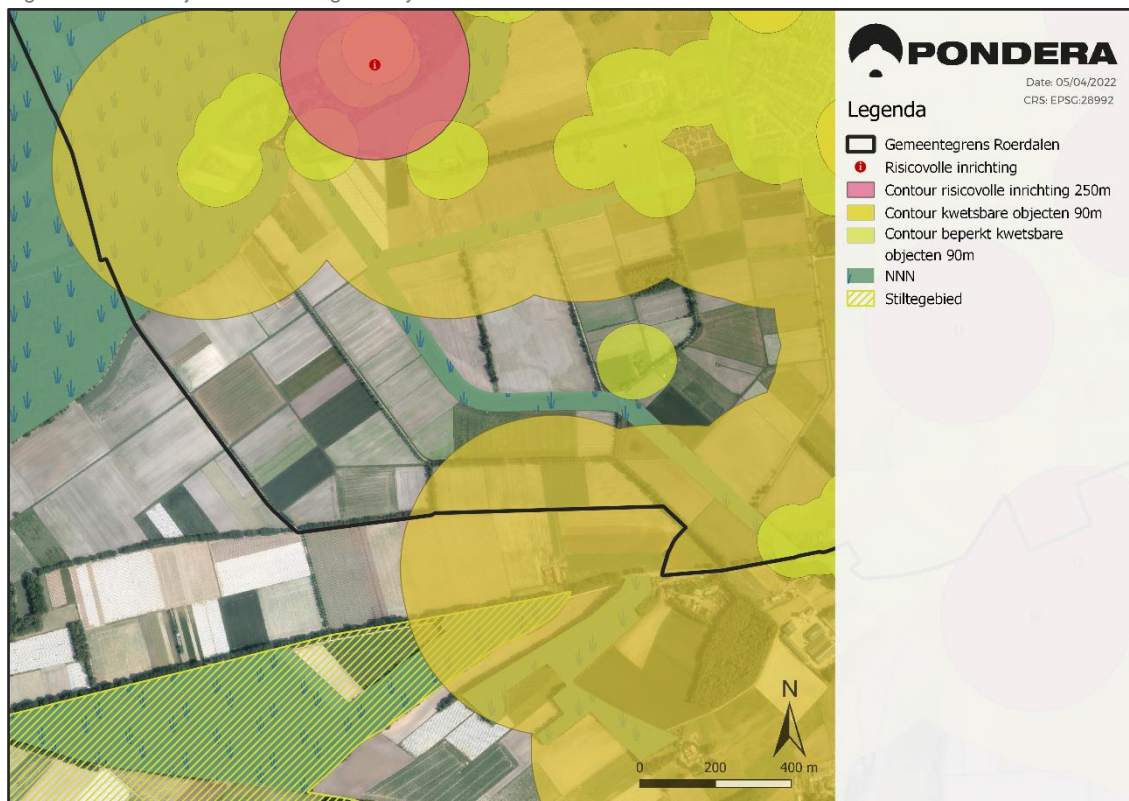 PONDERA
Date: 05/04/2022
CRS: EPSG:28992
Legenda
Gemeentegrens Roerdalen
Risicovolle inrichting
Contour risicovolle inrichting 250m
Contour kwetsbare objecten 90m
Contour beperkt kwetsbare
objecten 90m
NNN
Stiltegebied
N
0 200 400 m